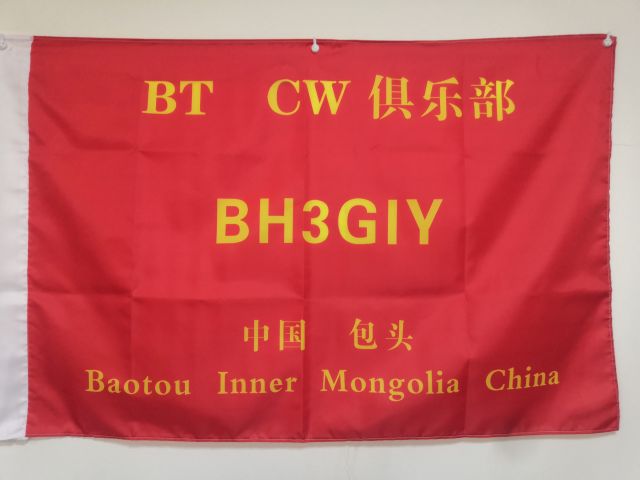 BT CW 俱乐部
BH3GIY
中国 包头
Baotou Inner Mongolia China